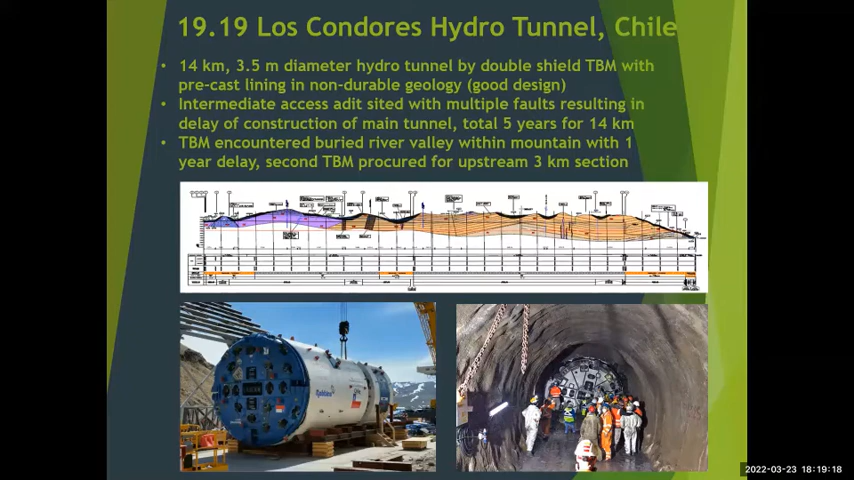 19.19 Los Condores Hydro Tunnel, Chile
• 14 km, 3.5 m diameter hydro tunnel by double shield TBM with
pre-cast lining in non-durable geology (good design)
• Intermediate access adit sited with multiple faults resulting in
delay of construction of main tunnel, total 5 years for 14 km
• TBM encountered buried river valley within mountain with 1
year delay, second TBM procured for upstream 3 km section
2022-03-23 18:19:18